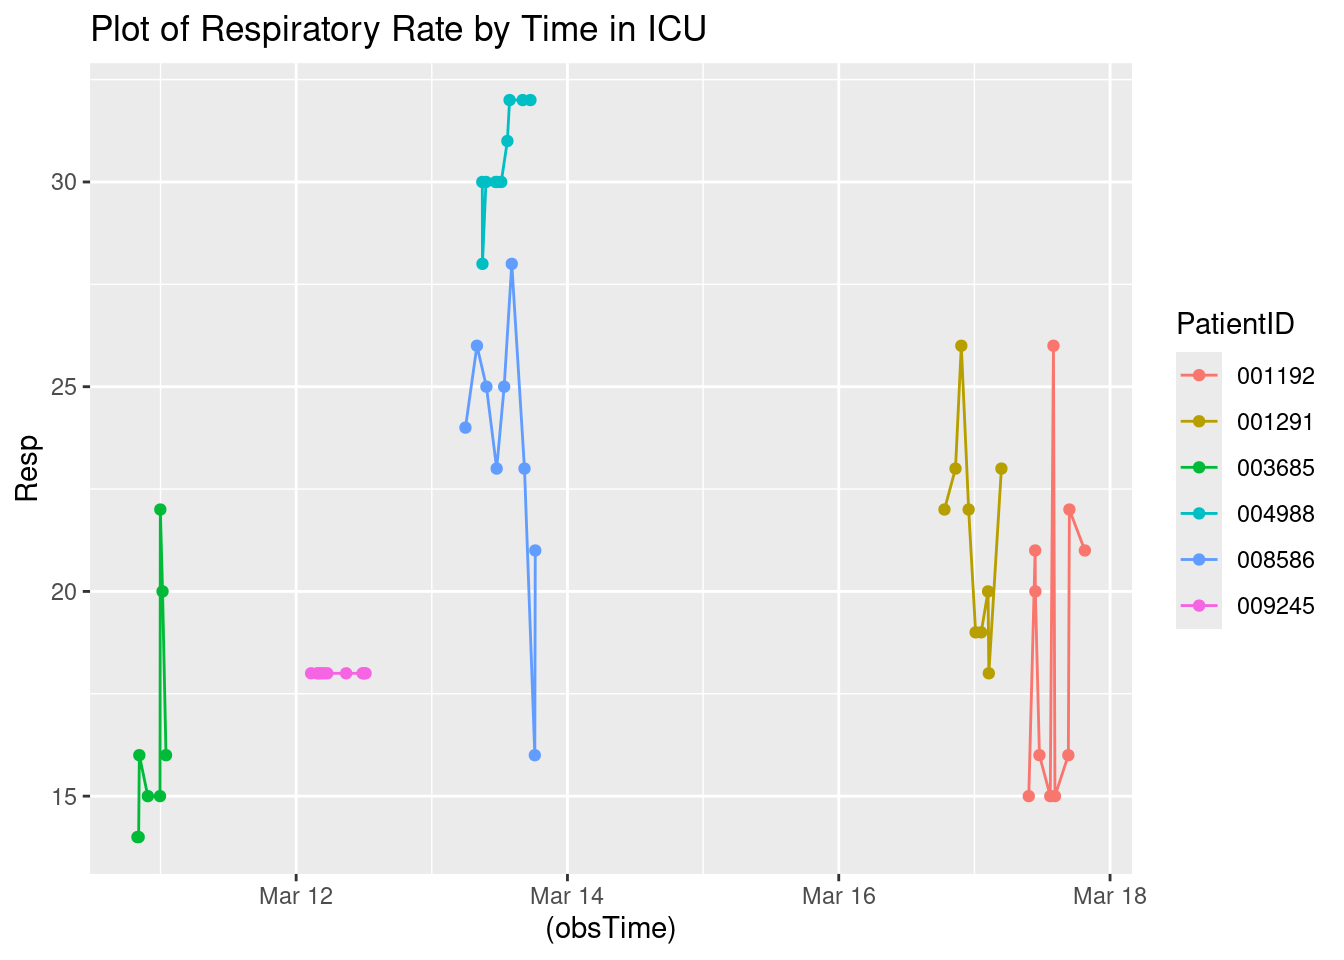 Plot of Respiratory Rate by Time in ICU
30
25
20
15
Resp
Mar 12
Mar 14
Mar 16
Mar 18
(obsTime)
PatientID
001192
001291
003685
004988
008586
009245